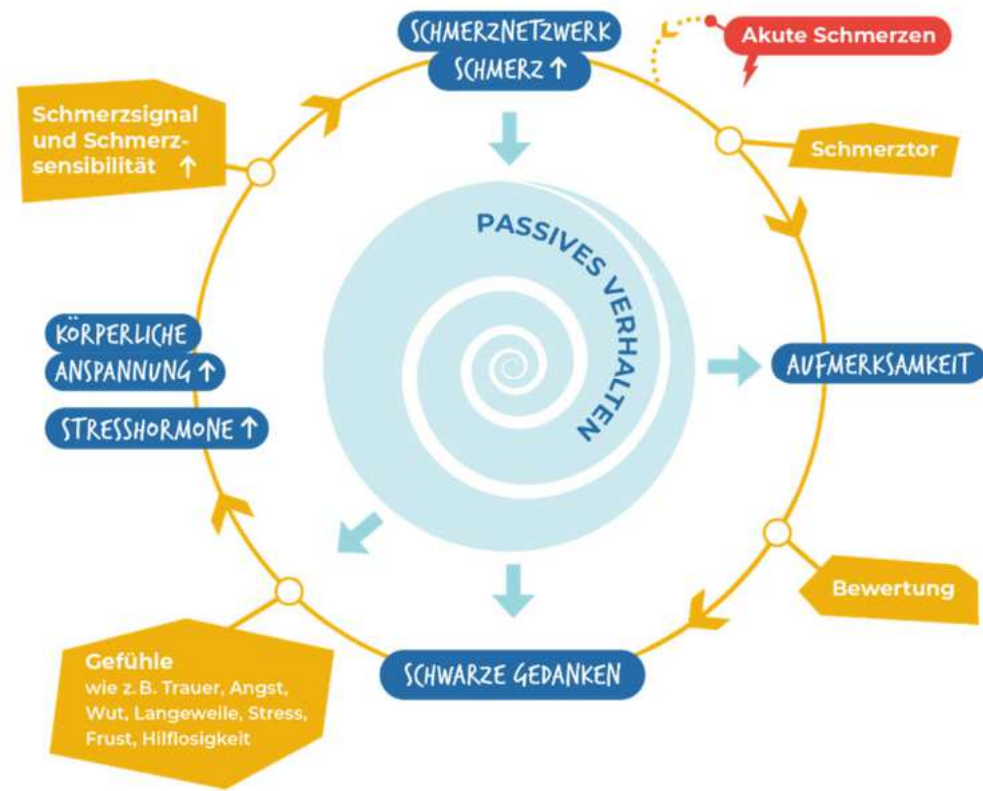 SCHMERZNETZWERK
SCHMERZ ↑
Akute Schmerzen
Schmerztor
AUFMERKSAMKEIT
Bewertung
SCHWARZE GEDANKEN
Gefühle
wie z. B. Trauer, Angst,
Wut, Langeweile, Stress,
Frust, Hilflosigkeit
KÖRPERLICHE
ANSPANNUNG ↑
STRESSHORMONE ↑
Schmerzsignal
und Schmerz-
sensibilität ↑
PASSIVES VERHALTEN